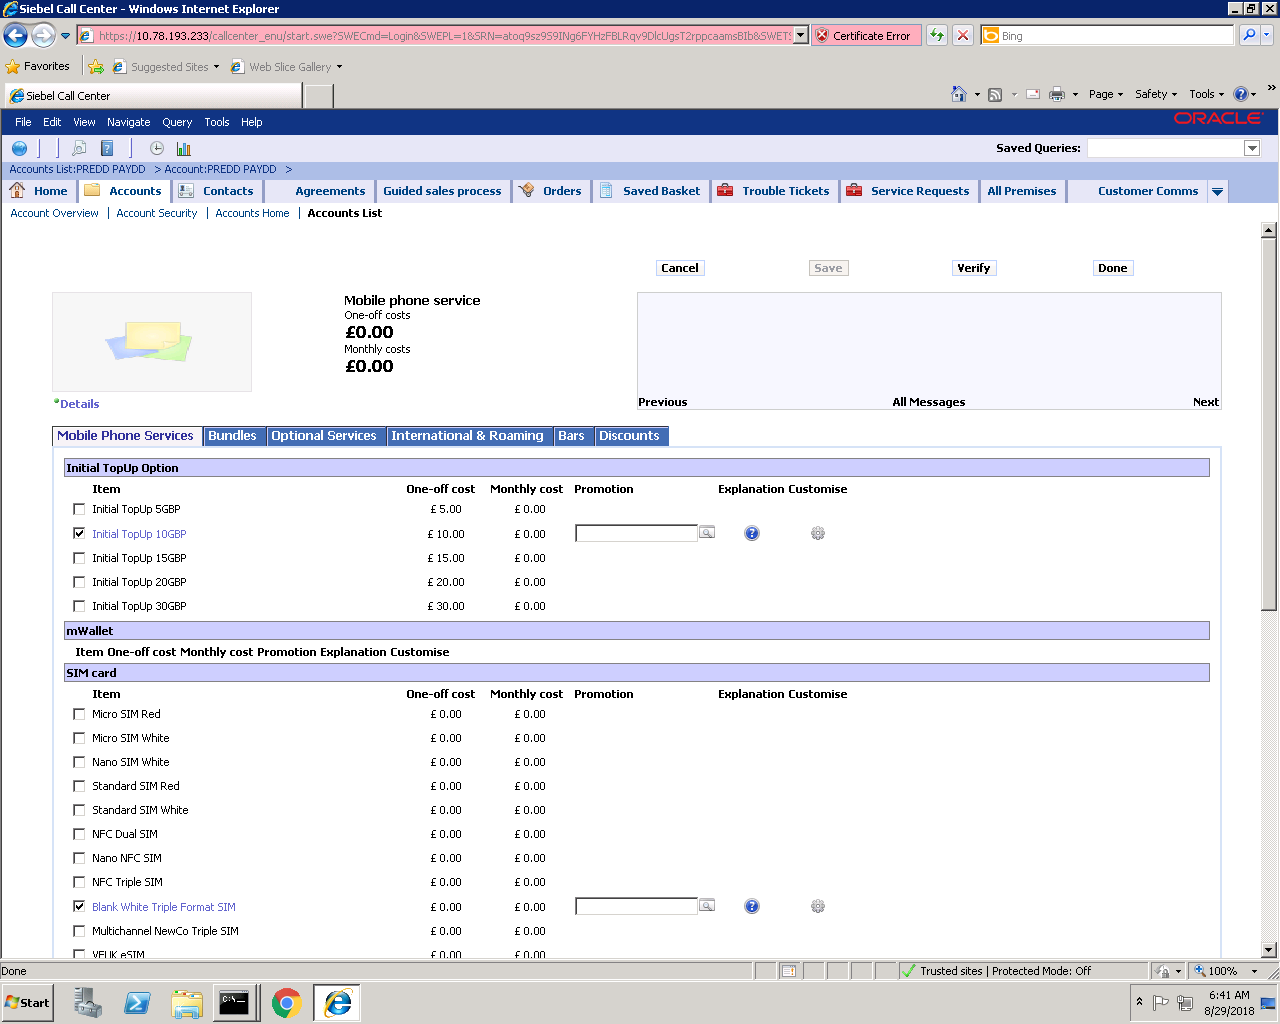 Siebel Call Center - Windows Internet Explorer
https://10.78.193.233/callcenter_enu/start.swe?SWECmd=Login&SWEPL=1&SRN=
Certificate Error
Bing
Favorites
Suggested Sites
Web Slice Gallery
Siebel Call Center
Page Safety Tools
File Edit View Navigate Query Tools Help
ORACLE
Saved Queries:
Accounts List:PREDD PAYDD > Account:PREDD PAYDD >
Home Accounts Contacts Agreements Guided sales process Orders Saved Basket Trouble Tickets Service Requests All Premises Customer Comms
Account Overview | Account Security | Accounts Home | Accounts List
Cancel Save Verify Done
Mobile phone service
One-off costs
£0.00
Monthly costs
£0.00
Previous All Messages Next
Details
Mobile Phone Services Bundles Optional Services International & Roaming Bars Discounts
Initial TopUp Option
Item One-off cost Monthly cost Promotion Explanation Customise
Initial TopUp 5GBP £ 5.00 £ 0.00
Initial TopUp 10GBP £ 10.00 £ 0.00
Initial TopUp 15GBP £ 15.00 £ 0.00
Initial TopUp 20GBP £ 20.00 £ 0.00
Initial TopUp 30GBP £ 30.00 £ 0.00
mWallet
Item One-off cost Monthly cost Promotion Explanation Customise
SIM card
Item One-off cost Monthly cost Promotion Explanation Customise
Micro SIM Red £ 0.00 £ 0.00
Micro SIM White £ 0.00 £ 0.00
Nano SIM White £ 0.00 £ 0.00
Standard SIM Red £ 0.00 £ 0.00
Standard SIM White £ 0.00 £ 0.00
NFC Dual SIM £ 0.00 £ 0.00
Nano NFC SIM £ 0.00 £ 0.00
NFC Triple SIM £ 0.00 £ 0.00
Blank White Triple Format SIM £ 0.00 £ 0.00
Multichannel NewCo Triple SIM £ 0.00 £ 0.00
VEUK eSIM £ 0.00 £ 0.00
Done
Trusted sites | Protected Mode: Off
100%
Start
6:41 AM
8/29/2018